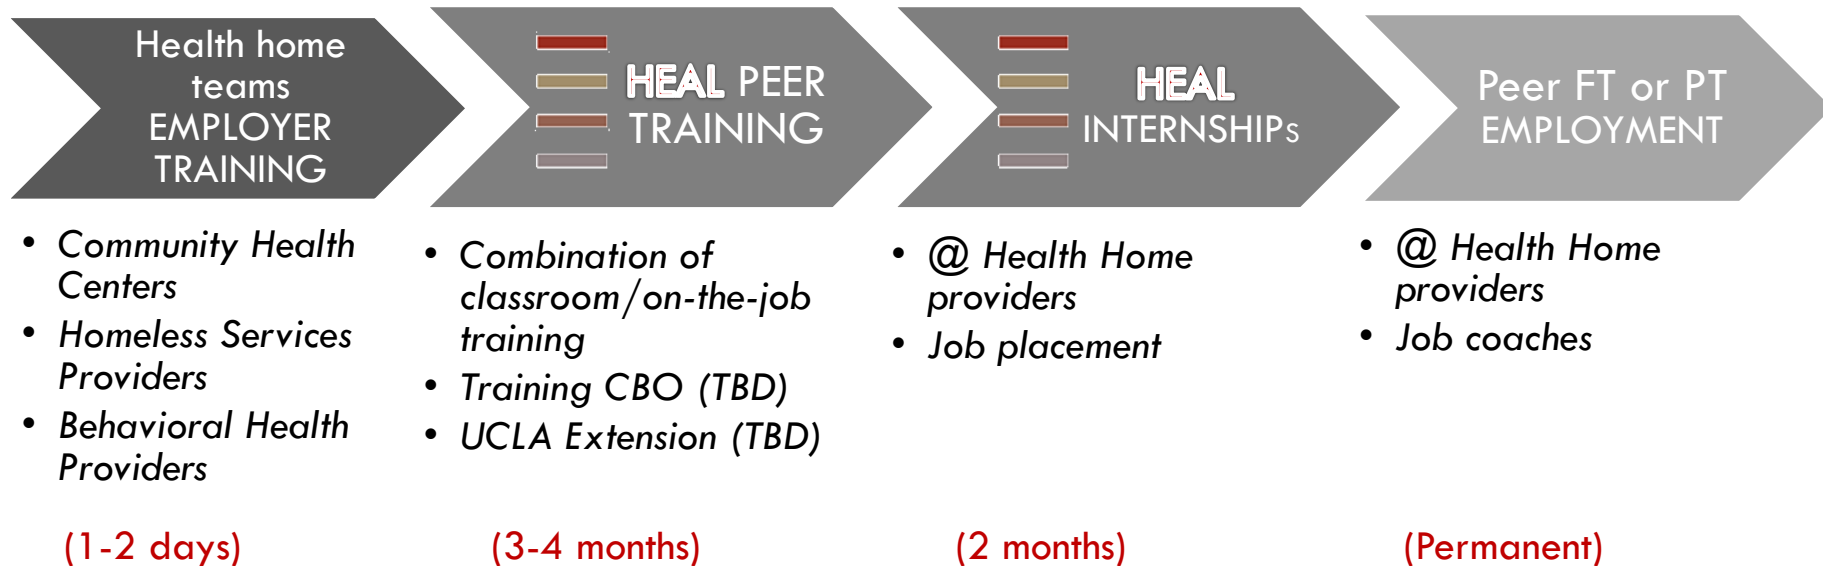 Health home
teams
EMPLOYER
TRAINING
HEAL PEER
TRAINING
HEAL
INTERNSHIPs
Peer FT or PT
EMPLOYMENT
• Community Health
Centers
• Homeless Services
Providers
• Behavioral Health
Providers
(1-2 days)
• Combination of
classroom/on-the-job
training
• Training CBO (TBD)
• UCLA Extension (TBD)
(3-4 months)
• @ Health Home
providers
• Job placement
(2 months)
• @ Health Home
providers
• Job coaches
(Permanent)